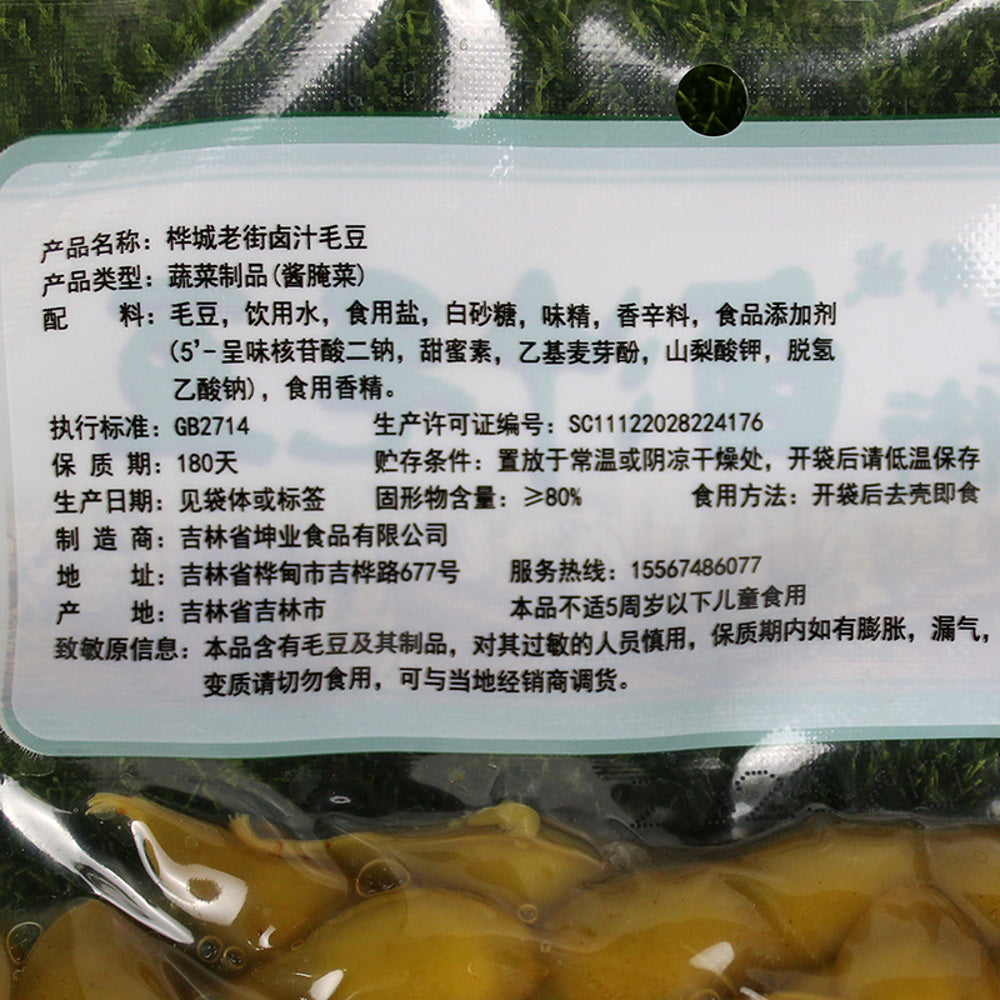 产品名称：桦城老街卤汁毛豆
产品类型：蔬菜制品(酱腌菜)
配 料：毛豆，饮用水，食用盐，白砂糖，味精，香辛料，食品添加剂
(5'-呈味核苷酸二钠，甜蜜素，乙基麦芽酚，山梨酸钾，脱氢
乙酸钠)，食用香精。
执行标准：GB2714 生产许可证编号：SC11122028224176
保 质 期：180天 贮存条件：置放于常温或阴凉干燥处，开袋后请低温保存
生产日期：见袋体或标签 固形物含量：≥80% 食用方法：开袋后去壳即食
制 造 商：吉林省坤业食品有限公司
地 址：吉林省桦甸市吉桦路677号 服务热线：15567486077
产 地：吉林省吉林市 本品不适5周岁以下儿童食用
致敏原信息：本品含有毛豆及其制品，对其过敏的人员慎用，保质期内如有膨胀，漏气，
变质请切勿食用，可与当地经销商调货。